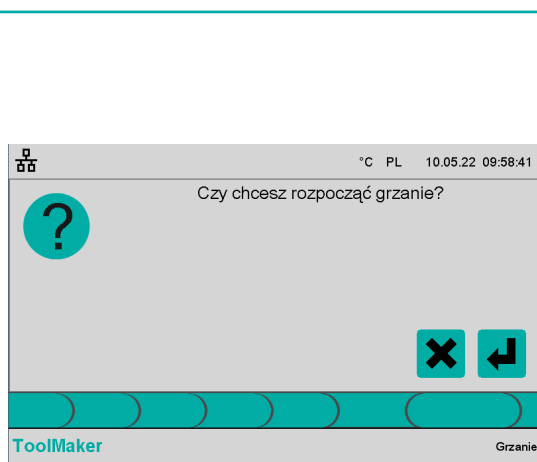 °C PL 10.05.22 09:58:41
Czy chcesz rozpocząć grzanie?
?
ToolMaker Grzanie